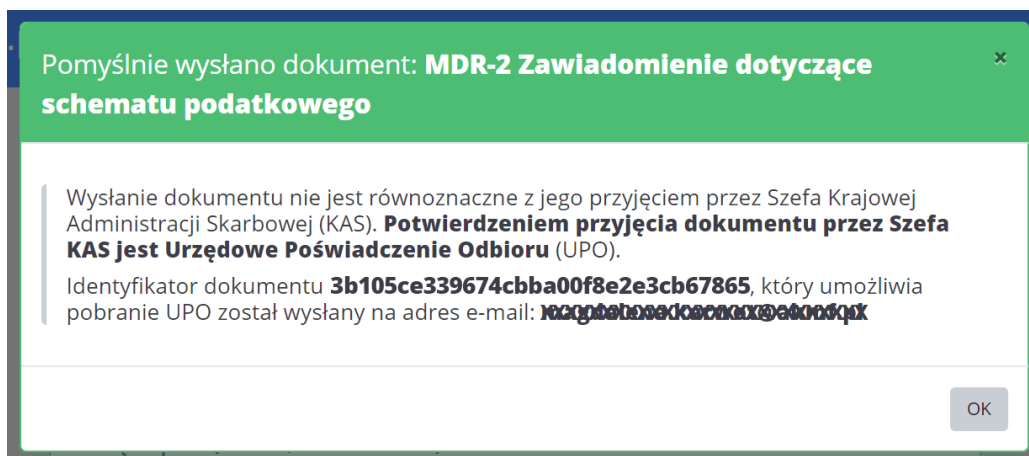 Pomyślnie wysłano dokument: MDR-2 Zawiadomienie dotyczące
schematu podatkowego
×
Wysłanie dokumentu nie jest równoznaczne z jego przyjęciem przez Szefa Krajowej
Administracji Skarbowej (KAS). Potwierdzeniem przyjęcia dokumentu przez Szefa
KAS jest Urzędowe Poświadczenie Odbioru (UPO).
Identyfikator dokumentu 3b105ce339674cbba00f8e2e3cb67865, który umożliwia
pobranie UPO został wysłany na adres e-mail:
OK